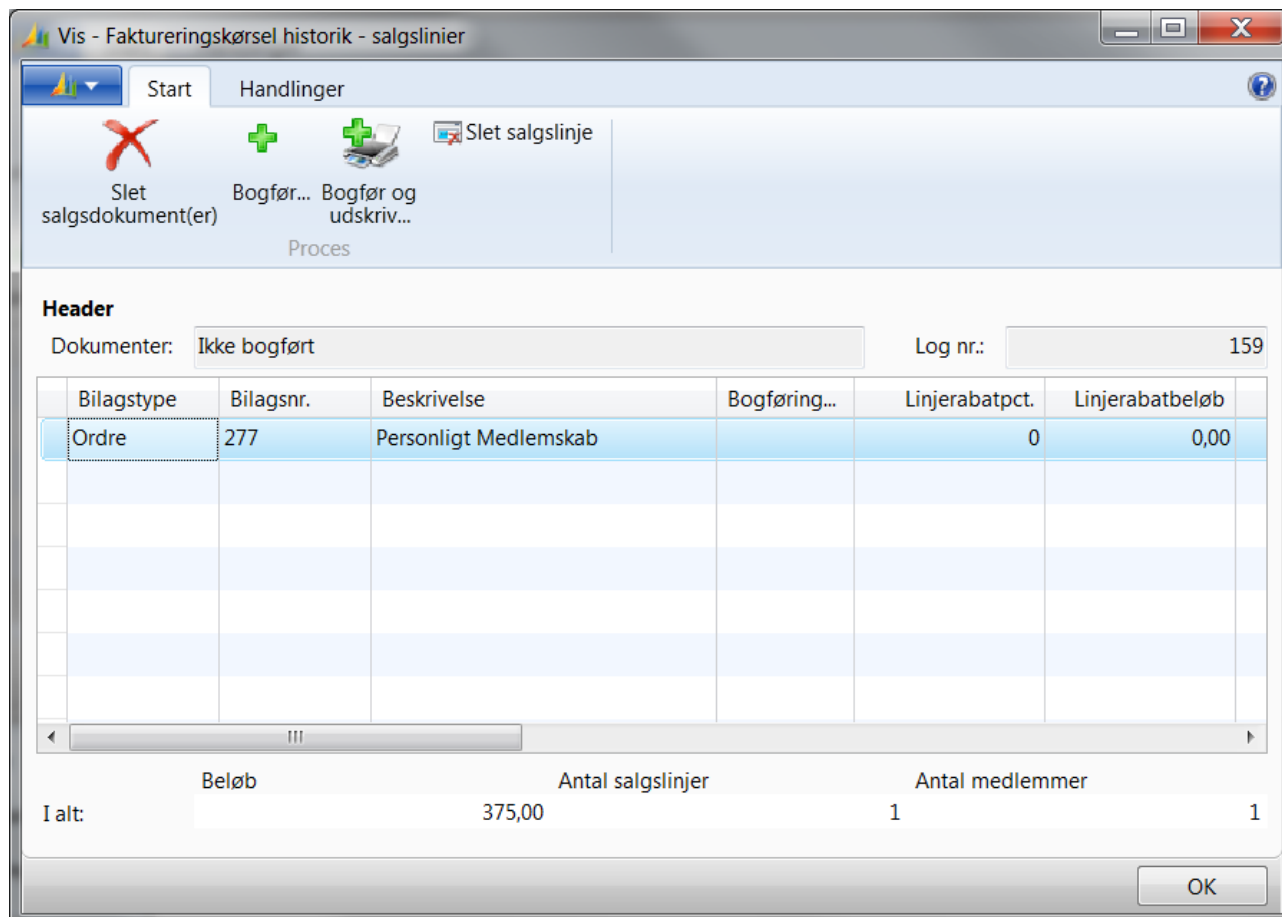 Vis - Faktureringskørsel historik - salgslinier
Start Handlinger
Slet salgsdokument(er)
Bogfør...
Bogfør og udskriv...
Slet salgslinje
Proces
Header
Dokumenter: Ikke bogført Log nr.: 159
Bilagstype Bilagsnr. Beskrivelse Bogføring... Linjerabatpct. Linjerabatbeløb
Ordre 277 Personligt Medlemskab 0 0,00
Beløb Antal salgslinjer Antal medlemmer
I alt: 375,00 1 1
OK